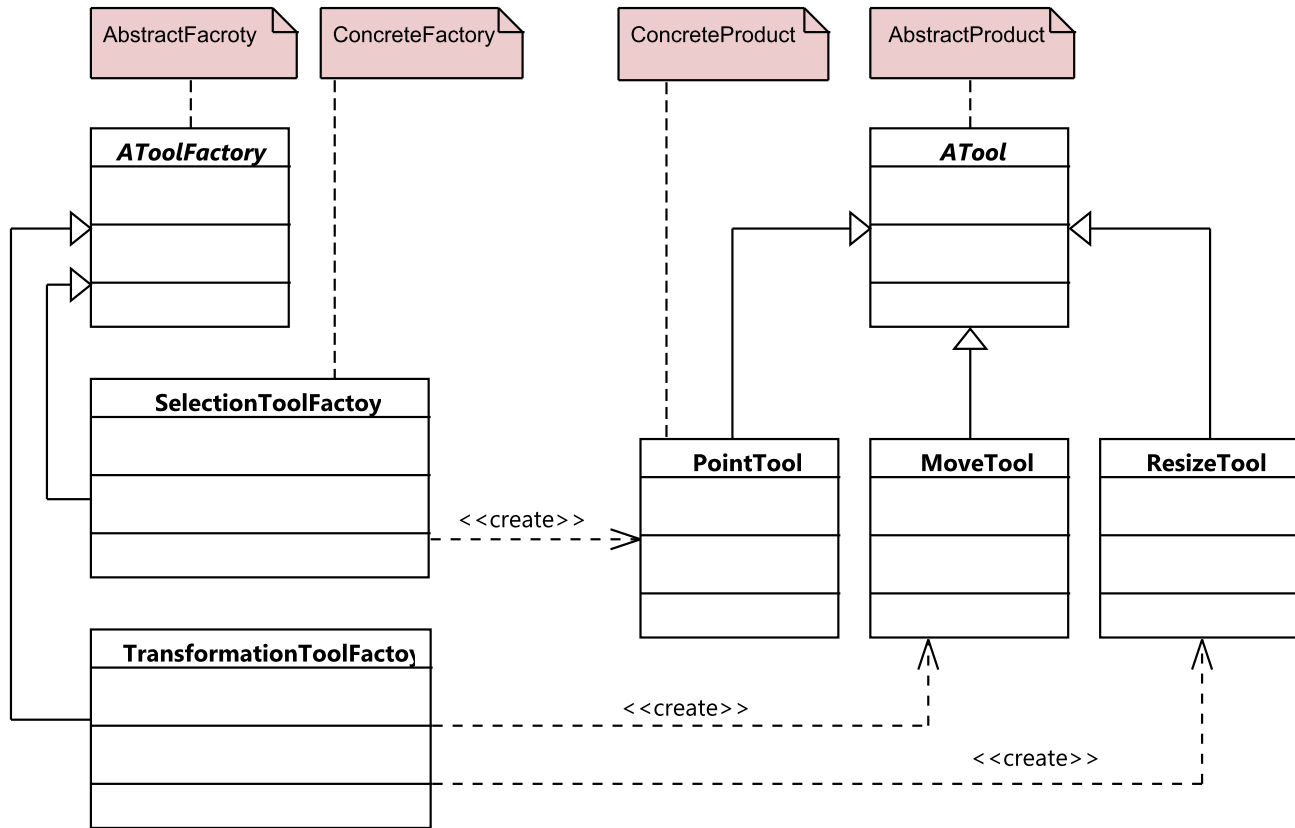 AbstractFacroty
ConcreteFactory
ConcreteProduct
AbstractProduct
AToolFactory
ATool
SelectionToolFactoy
PointTool
MoveTool
ResizeTool
<<create>>
TransformationToolFactoy
<<create>>
<<create>>